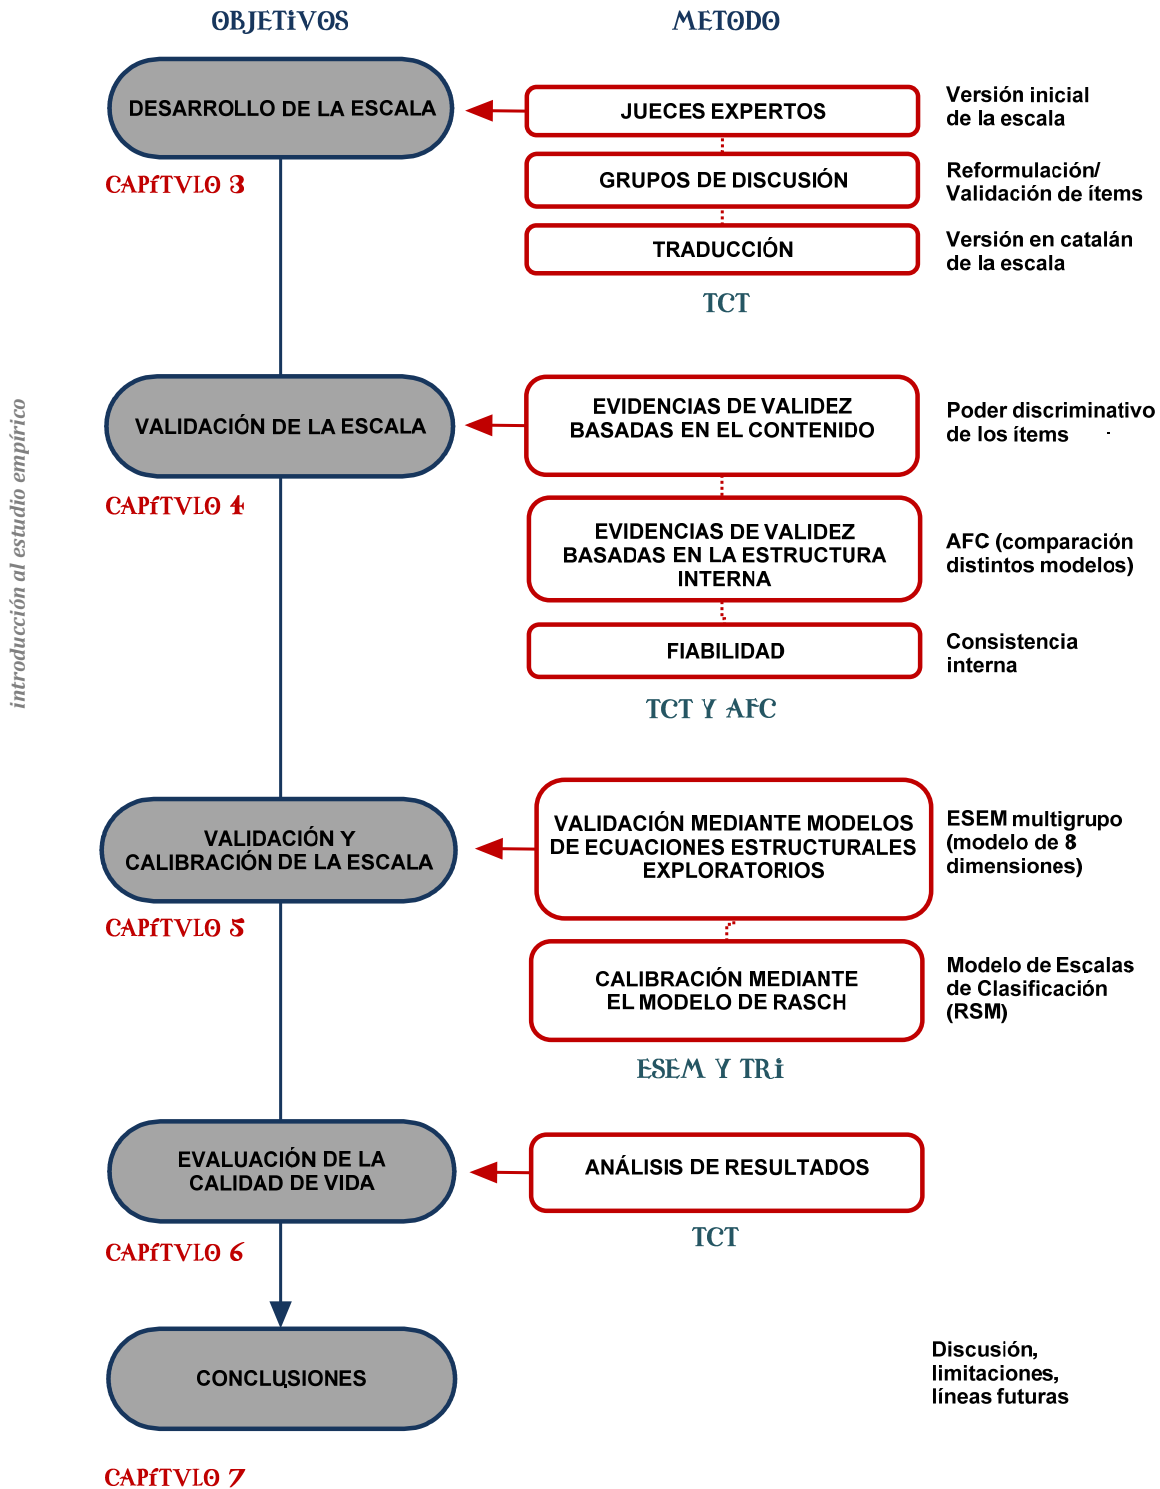 OBJETiVOS
METODO
DESARROLLO DE LA ESCALA
CAPíTVLO 3
JUECES EXPERTOS
Versión inicial
de la escala
GRUPOS DE DISCUSIÓN
Reformulación/
Validación de ítems
TRADUCCIÓN
Versión en catalán
de la escala
TCT
introducción al estudio empírico
VALIDACIÓN DE LA ESCALA
CAPíTVLO 4
EVIDENCIAS DE VALIDEZ
BASADAS EN EL CONTENIDO
Poder discriminativo
de los ítems
EVIDENCIAS DE VALIDEZ
BASADAS EN LA ESTRUCTURA
INTERNA
AFC (comparación
distintos modelos)
FIABILIDAD
Consistencia
interna
TCT Y AFC
VALIDACIÓN Y
CALIBRACIÓN DE LA ESCALA
CAPíTVLO 5
VALIDACIÓN MEDIANTE MODELOS
DE ECUACIONES ESTRUCTURALES
EXPLORATORIOS
ESEM multigrupo
(modelo de 8
dimensiones)
CALIBRACIÓN MEDIANTE
EL MODELO DE RASCH
Modelo de Escalas
de Clasificación
(RSM)
ESEM Y TRi
EVALUACIÓN DE LA
CALIDAD DE VIDA
CAPíTVLO 6
ANÁLISIS DE RESULTADOS
TCT
CONCLUSIONES
Discusión,
limitaciones,
líneas futuras
CAPíTVLO 7